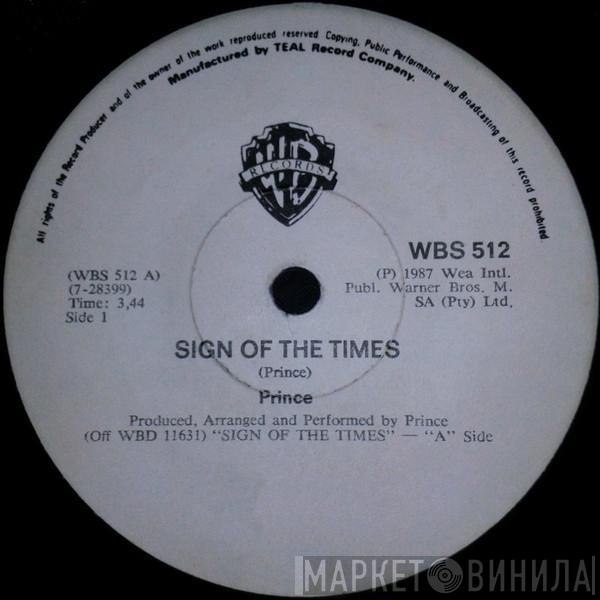 All rights of the Record Producer and of the owner of the work reproduced reserved Copying, Public Performance and Broadcasting of this record prohibited
Manufactured by TEAL Record Company.
WB
RECORDS
WBS 512
(WBS 512 A)
(7-28399)
Time: 3,44
Side 1
(P) 1987 Wea Intl.
Publ. Warner Bros. M.
SA (Pty) Ltd.
SIGN OF THE TIMES
(Prince)
Prince
Produced, Arranged and Performed by Prince
(Off WBD 11631) "SIGN OF THE TIMES" — "A" Side
МАРКЕТ ВИНИЛА